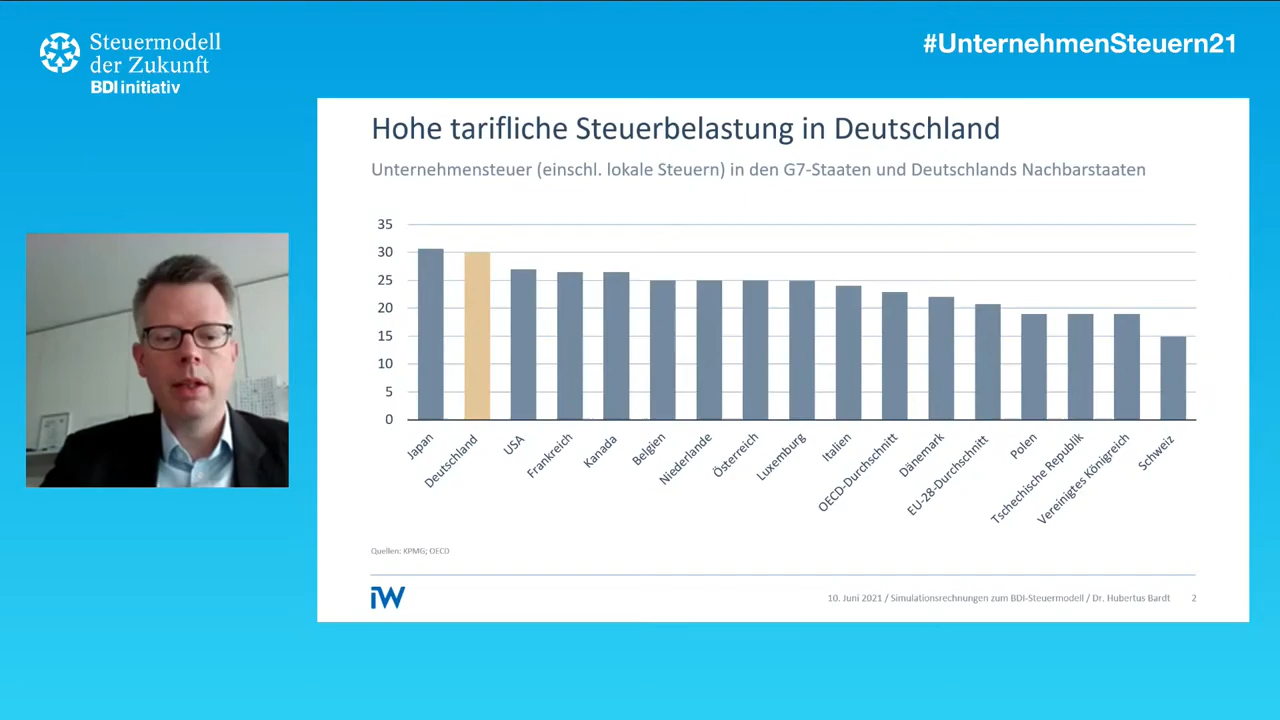 Steuermodell
der Zukunft
BDI initiativ
#UnternehmenSteuern21
Hohe tarifliche Steuerbelastung in Deutschland
Unternehmensteuer (einschl. lokale Steuern) in den G7-Staaten und Deutschlands Nachbarstaaten
35
30
25
20
15
10
5
0
Japan
Deutschland
USA
Frankreich
Kanada
Belgien
Niederlande
Österreich
Luxemburg
Italien
OECD-Durchschnitt
Dänemark
EU-28-Durchschnitt
Polen
Tschechische Republik
Vereinigtes Königreich
Schweiz
Quellen: KPMG; OECD
iW
10. Juni 2021 / Simulationsrechnungen zum BDI-Steuermodell / Dr. Hubertus Bardt 2